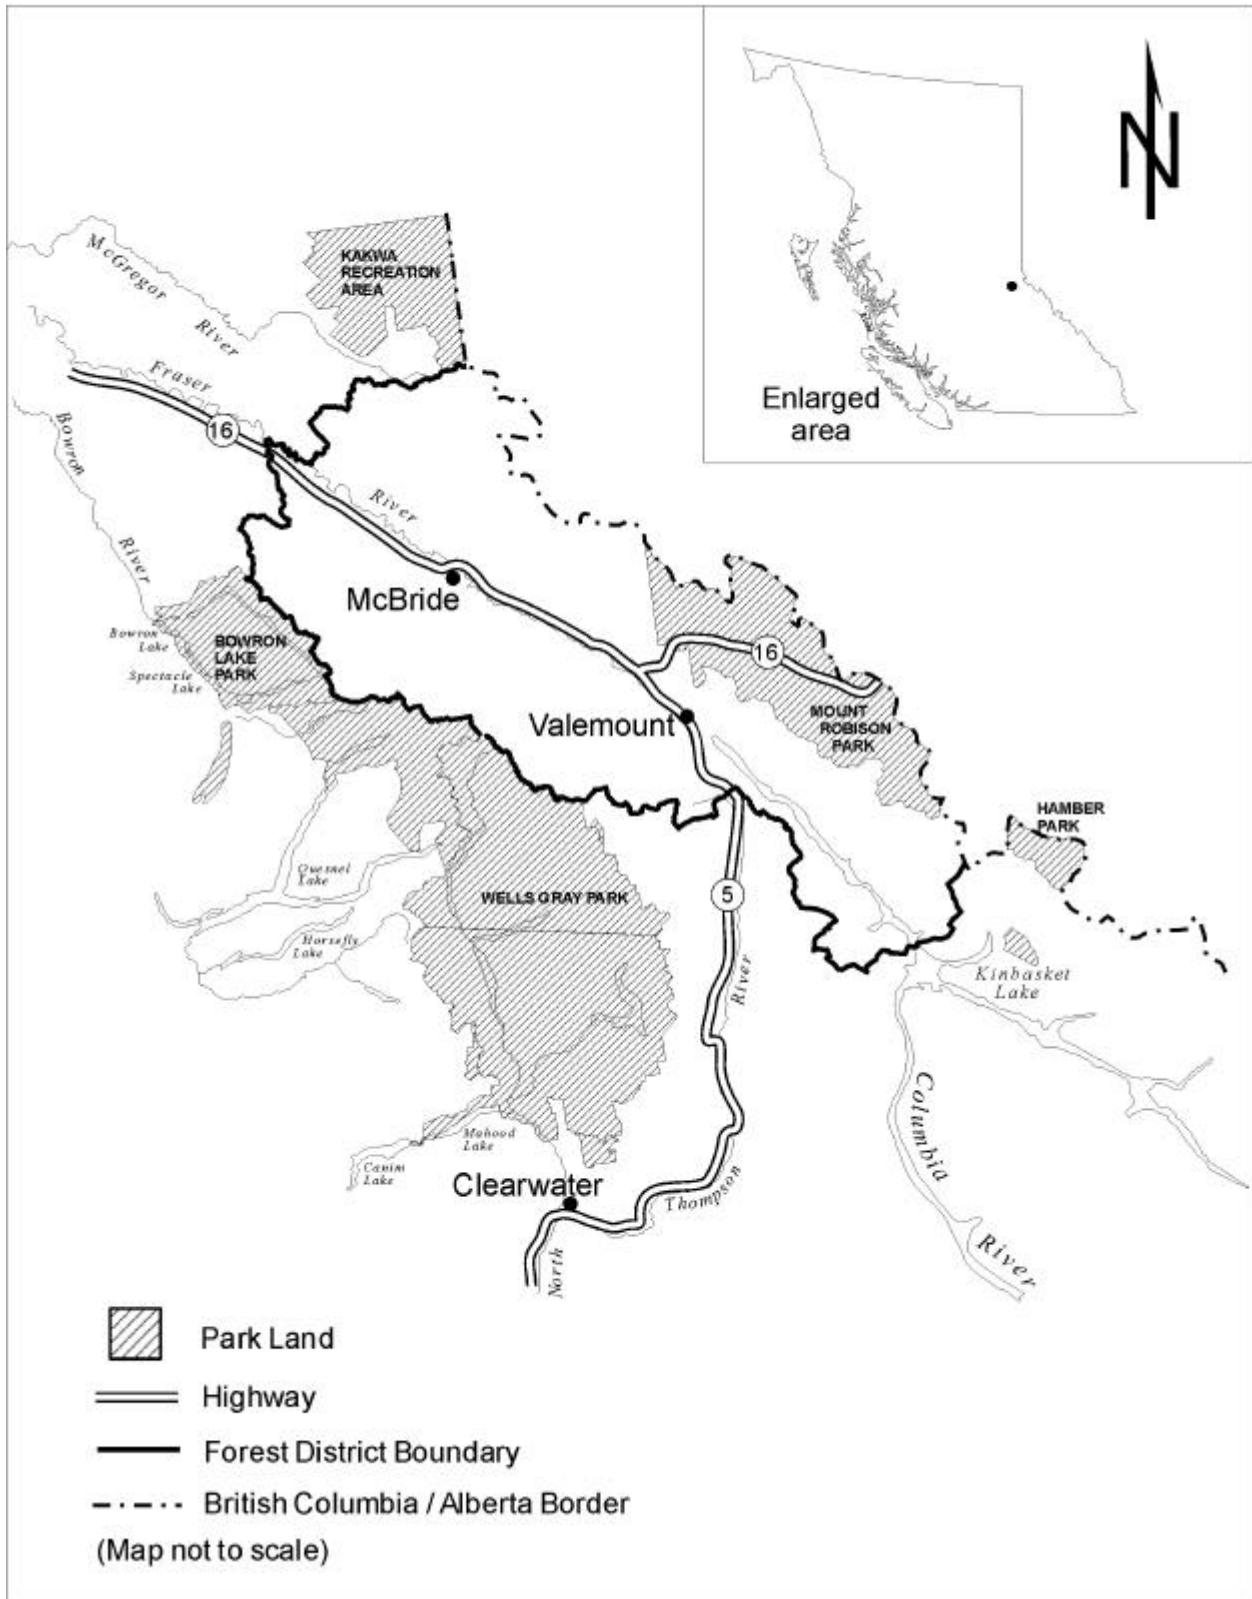 N
Enlarged
area
McGregor
River
KAKWA
RECREATION
AREA
Fraser
16
River
Bowron
River
McBride
Bowron
Lake
BOWRON
LAKE
PARK
Spectacle
Lake
16
Valemount
MOUNT
ROBISON
PARK
HAMBER
PARK
Quesnel
Lake
WELLS GRAY PARK
5
Horsefly
Lake
River
Kinbasket
Lake
Columbia
River
Mahood
Lake
Canim
Lake
Clearwater
Thompson
North
Park Land
Highway
Forest District Boundary
British Columbia / Alberta Border
(Map not to scale)